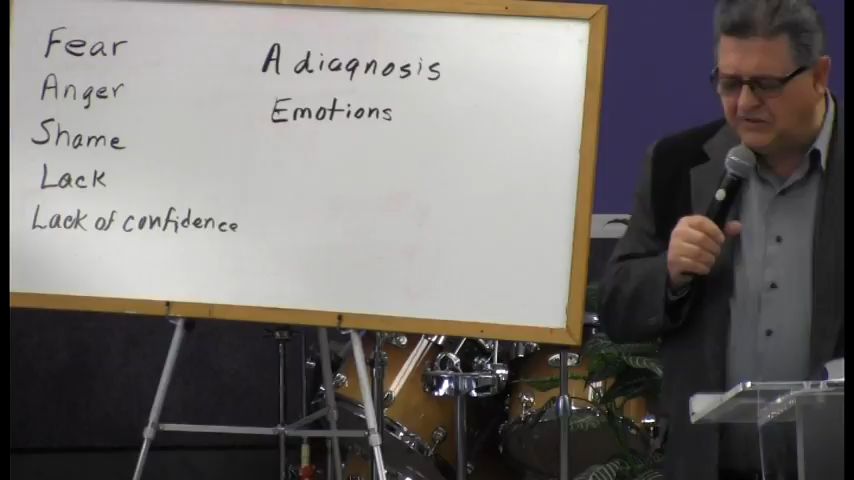 Fear
Anger
Shame
Lack
Lack of confidence
A diagnosis
Emotions